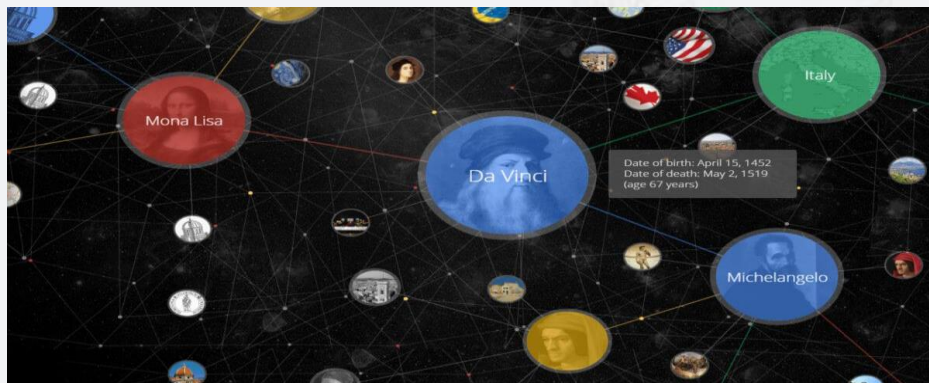 Italy
Mona Lisa
Da Vinci
Date of birth: April 15, 1452
Date of death: May 2, 1519
(age 67 years)
Michelangelo